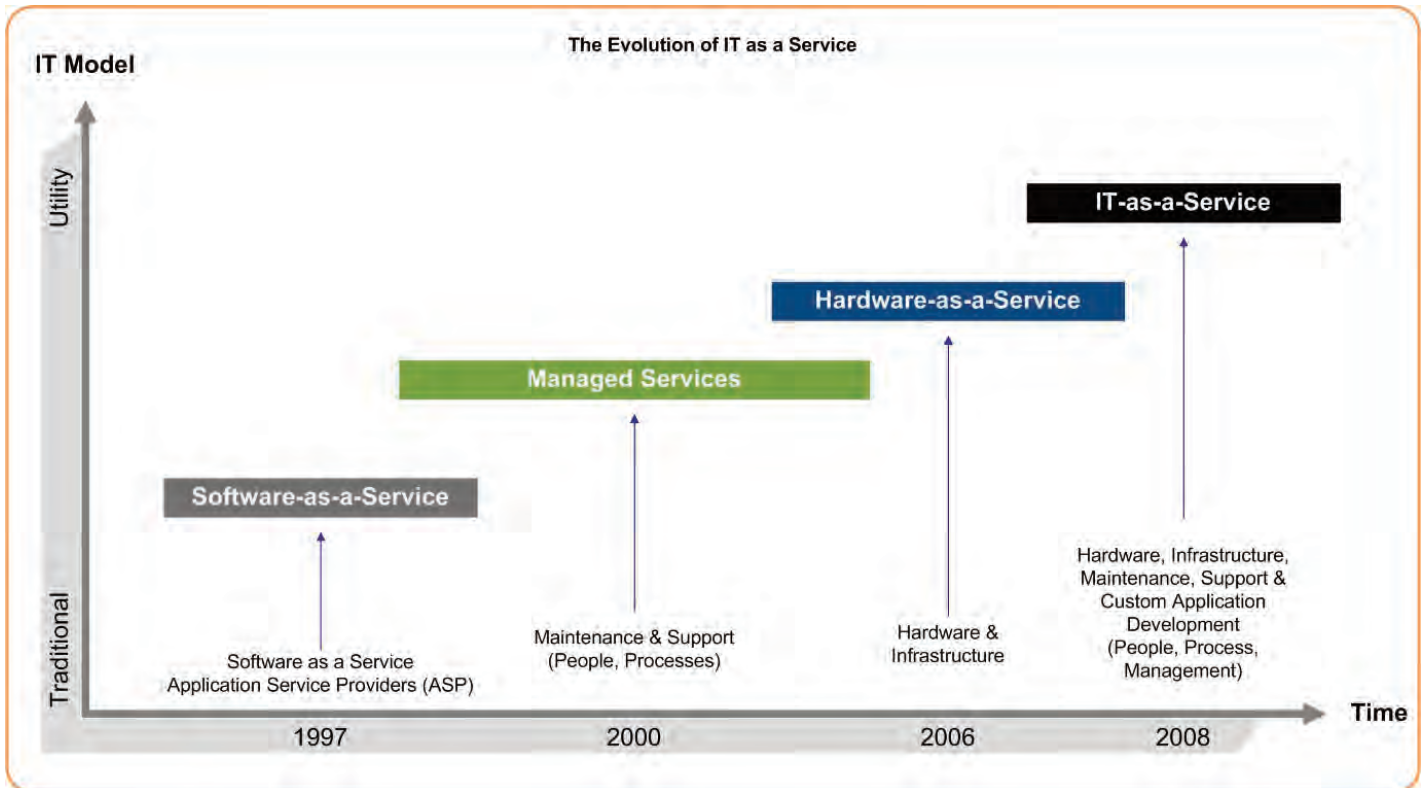 The Evolution of IT as a Service
IT Model
Utility
Traditional
IT-as-a-Service
Hardware-as-a-Service
Managed Services
Software-as-a-Service
Software as a Service
Application Service Providers (ASP)
Maintenance & Support
(People, Processes)
Hardware &
Infrastructure
Hardware, Infrastructure,
Maintenance, Support &
Custom Application
Development
(People, Process,
Management)
Time
1997
2000
2006
2008